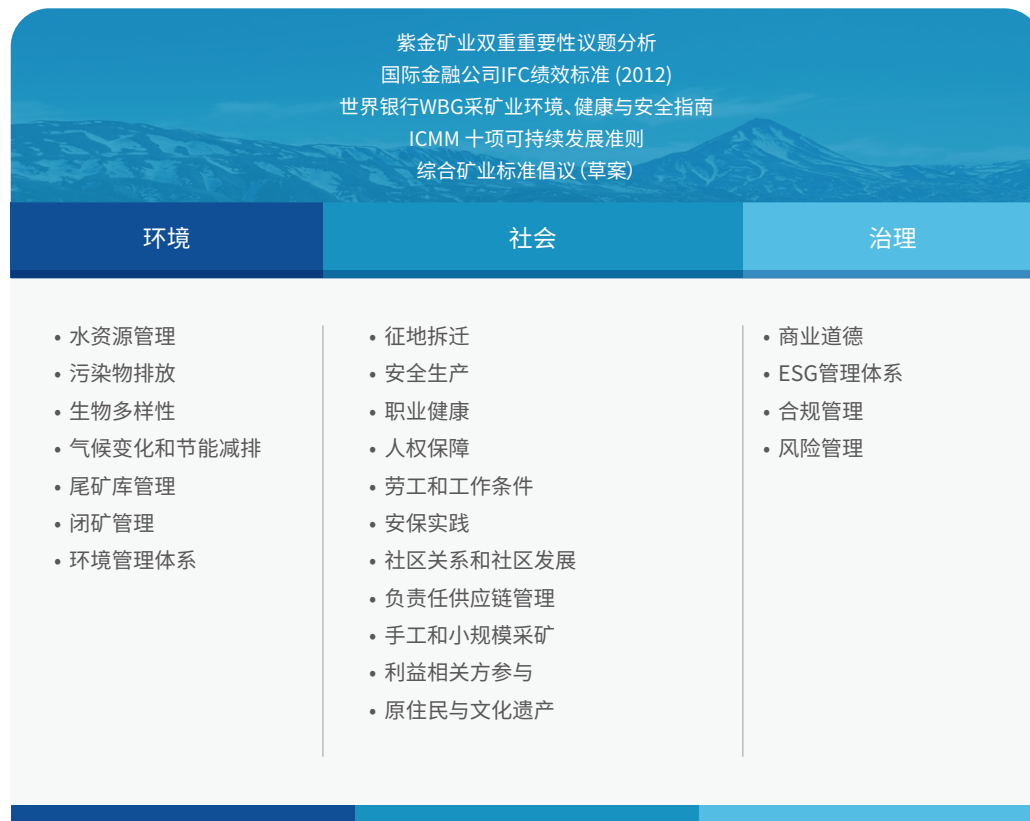 紫金矿业双重重要性议题分析
国际金融公司IFC绩效标准 (2012)
世界银行WBG采矿业环境、健康与安全指南
ICMM 十项可持续发展准则
综合矿业标准倡议（草案）
环境
社会
治理
• 水资源管理
• 污染物排放
• 生物多样性
• 气候变化和节能减排
• 尾矿库管理
• 闭矿管理
• 环境管理体系
• 征地拆迁
• 安全生产
• 职业健康
• 人权保障
• 劳工和工作条件
• 安保实践
• 社区关系和社区发展
• 负责任供应链管理
• 手工和小规模采矿
• 利益相关方参与
• 原住民与文化遗产
• 商业道德
• ESG管理体系
• 合规管理
• 风险管理